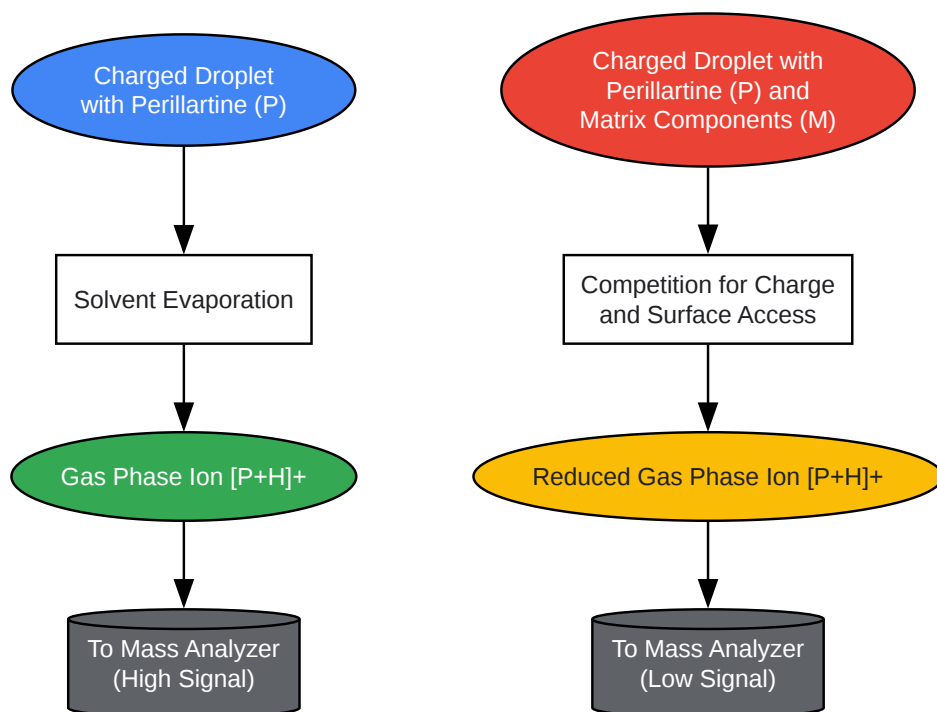 Charged Droplet
with Perillartine (P)
Solvent Evaporation
Gas Phase Ion [P+H]+
To Mass Analyzer
(High Signal)
Charged Droplet with
Perillartine (P) and
Matrix Components (M)
Competition for Charge
and Surface Access
Reduced Gas Phase Ion [P+H]+
To Mass Analyzer
(Low Signal)